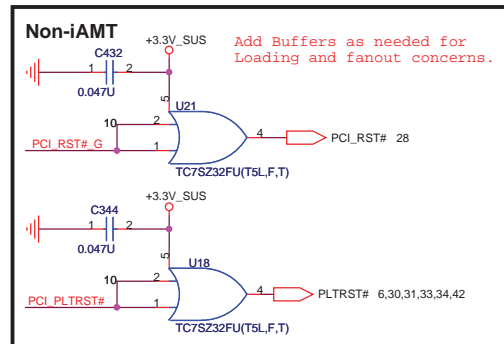 Non-iAMT
+3.3V_SUS
Add Buffers as needed for
Loading and fanout concerns.
C432
1 2
0.047U
U21
5
10 2
4 PCI_RST# 28
PCI_RST#_G 1
TC7SZ32FU(T5L,F,T)
+3.3V_SUS
C344
1 2
0.047U
U18
5
10 2
4 PLTRST# 6,30,31,33,34,42
PCI_PLTRST# 1
TC7SZ32FU(T5L,F,T)